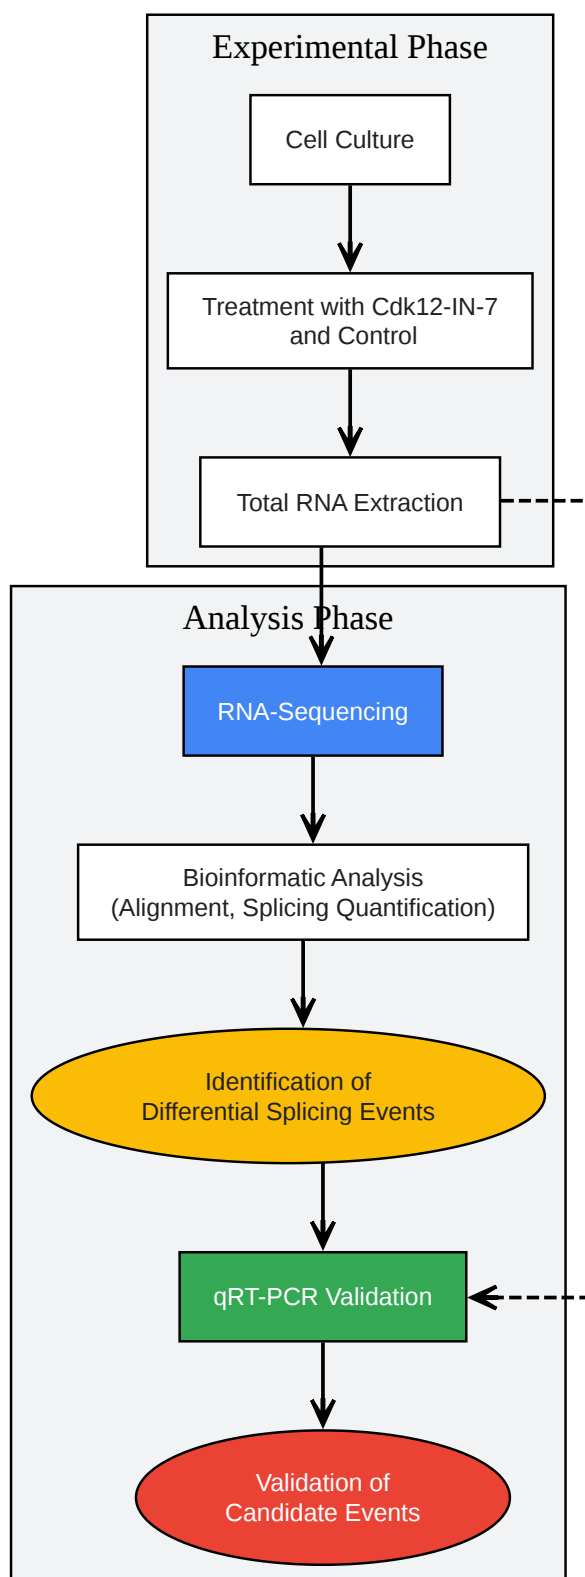 Experimental Phase
Cell Culture
Treatment with Cdk12-IN-7
and Control
Total RNA Extraction
Analysis Phase
RNA-Sequencing
Bioinformatic Analysis
(Alignment, Splicing Quantification)
Identification of
Differential Splicing Events
qRT-PCR Validation
Validation of
Candidate Events